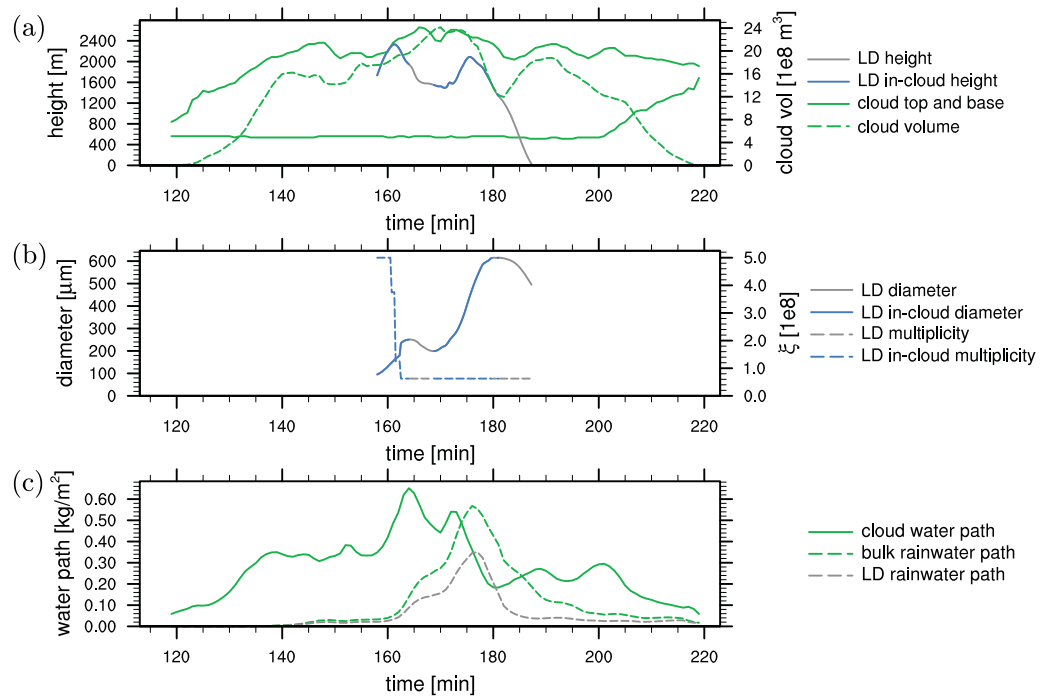 (a)
2400
2000
1600
1200
800
400
0
height [m]
24
20
16
12
8
4
0
cloud vol [1e8 m³]
LD height
LD in-cloud height
cloud top and base
cloud volume
120 140 160 180 200 220
time [min]
(b)
600
500
400
300
200
100
0
diameter [µm]
5.0
4.0
3.0
2.0
1.0
0.0
ξ [1e8]
LD diameter
LD in-cloud diameter
LD multiplicity
LD in-cloud multiplicity
120 140 160 180 200 220
time [min]
(c)
0.60
0.50
0.40
0.30
0.20
0.10
0.00
water path [kg/m²]
cloud water path
bulk rainwater path
LD rainwater path
120 140 160 180 200 220
time [min]